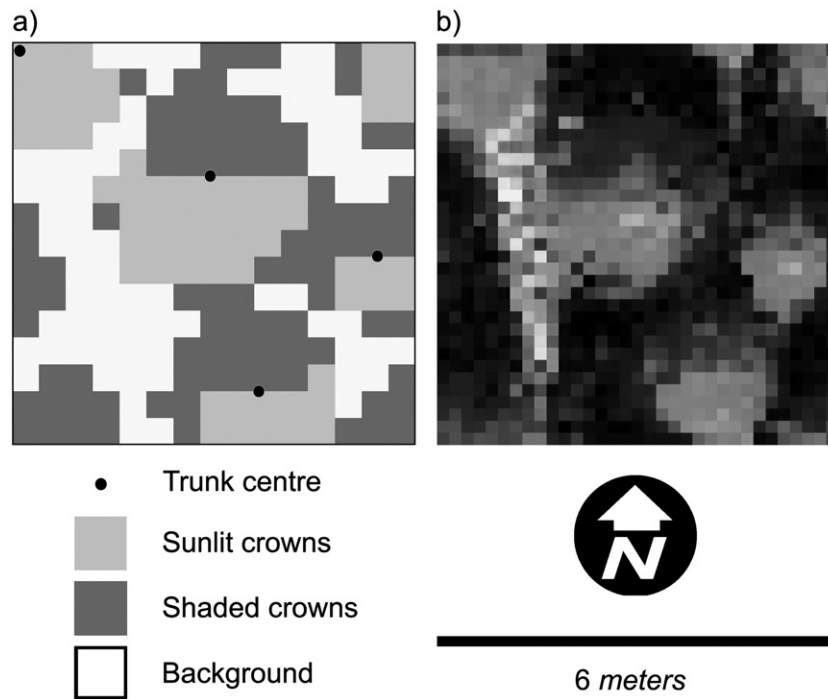 a)
b)
Trunk centre
Sunlit crowns
Shaded crowns
Background
N
6 meters